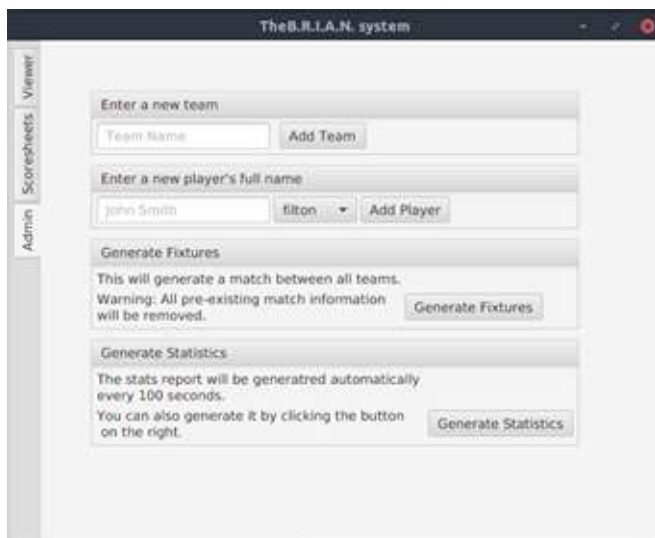 TheB.R.I.A.N. system
Viewer
Scoresheets
Admin
Enter a new team
Team Name
Add Team
Enter a new player's full name
John Smith
filton
Add Player
Generate Fixtures
This will generate a match between all teams.
Warning: All pre-existing match information
will be removed.
Generate Fixtures
Generate Statistics
The stats report will be generatred automatically
every 100 seconds.
You can also generate it by clicking the button
on the right.
Generate Statistics